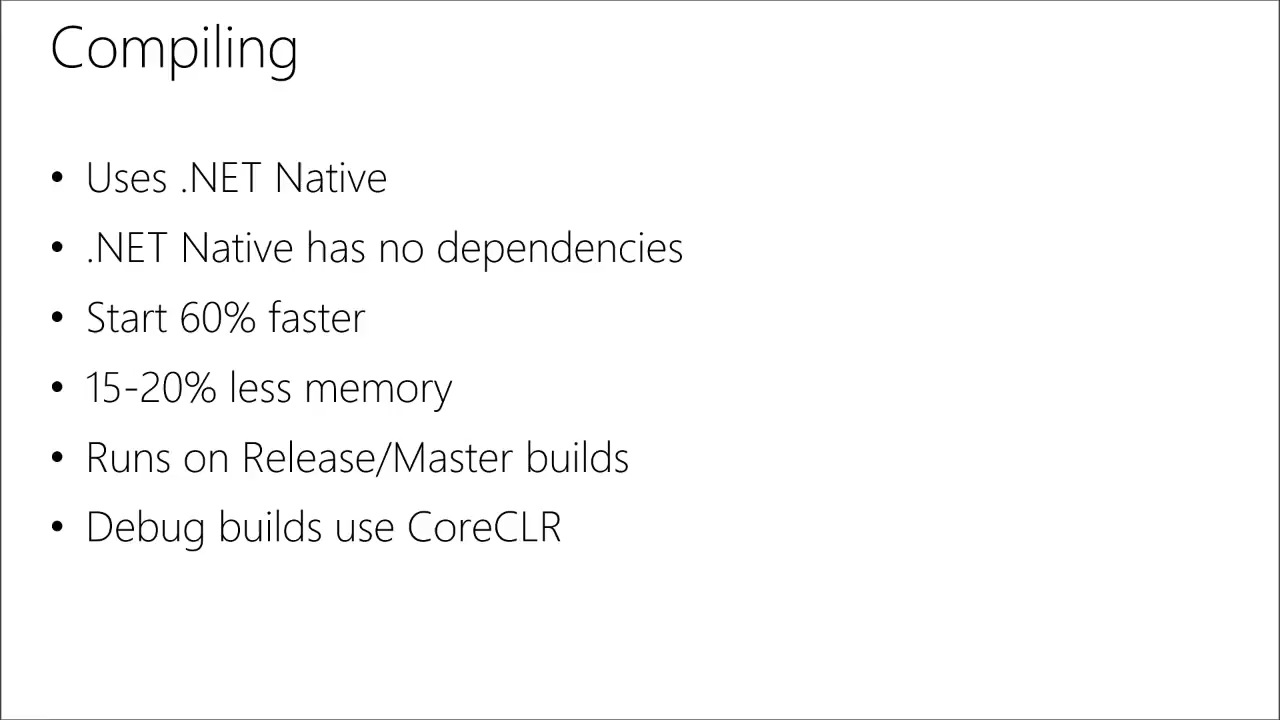 Compiling
• Uses .NET Native
• .NET Native has no dependencies
• Start 60% faster
• 15-20% less memory
• Runs on Release/Master builds
• Debug builds use CoreCLR